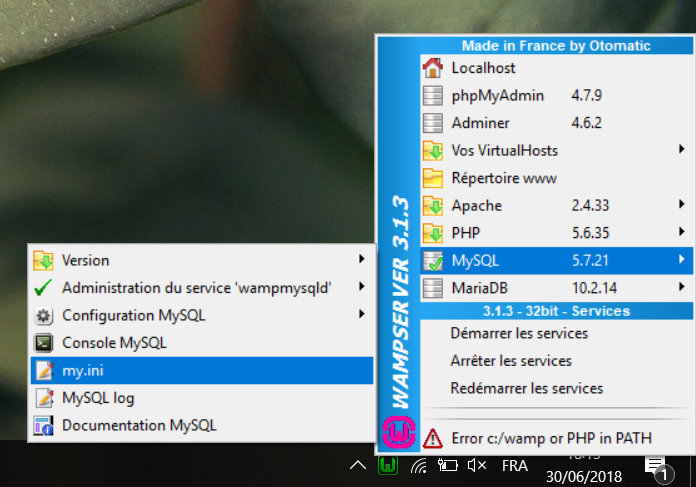 Made in France by Otomatic
Localhost
phpMyAdmin 4.7.9
Adminer 4.6.2
Vos VirtualHosts
Répertoire www
Apache 2.4.33
PHP 5.6.35
MySQL 5.7.21
MariaDB 10.2.14
3.1.3 - 32bit - Services
Démarrer les services
Arrêter les services
Redémarrer les services
Error c:/wamp or PHP in PATH
WAMPSERVER 3.1.3
Version
Administration du service 'wampmysqld'
Configuration MySQL
Console MySQL
my.ini
MySQL log
Documentation MySQL
FRA
30/06/2018
1